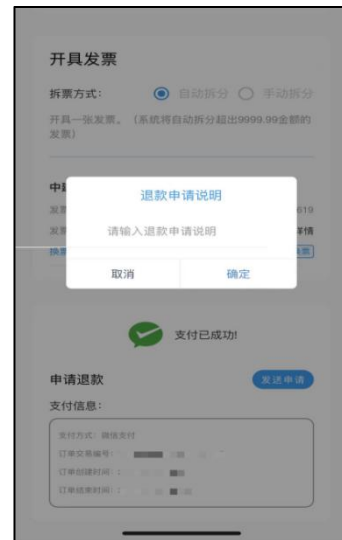 开具发票
拆票方式： 自动拆分 手动拆分
开具一张发票。（系统将自动拆分超出9999.99金额的
发票）
退款申请说明
619
请输入退款申请说明
详情
取消 确定
支付已成功!
申请退款 发送申请
支付信息：
支付方式：微信支付
订单交易编号：
订单创建时间：
订单结束时间：